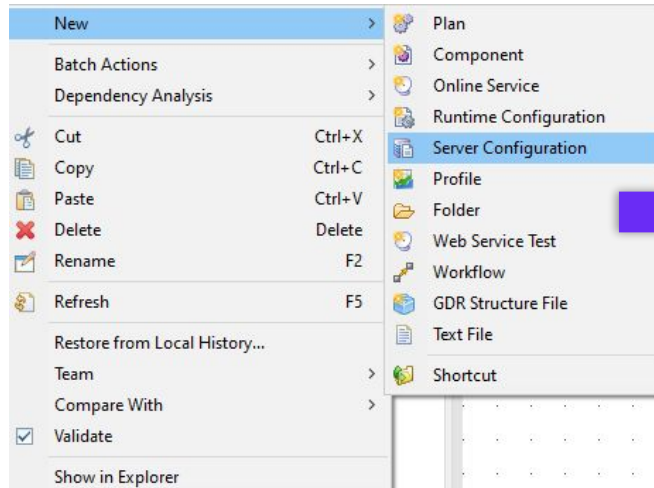 New
Batch Actions
Dependency Analysis
Cut Ctrl+X
Copy Ctrl+C
Paste Ctrl+V
Delete Delete
Rename F2
Refresh F5
Restore from Local History...
Team
Compare With
Validate
Show in Explorer
Plan
Component
Online Service
Runtime Configuration
Server Configuration
Profile
Folder
Web Service Test
Workflow
GDR Structure File
Text File
Shortcut